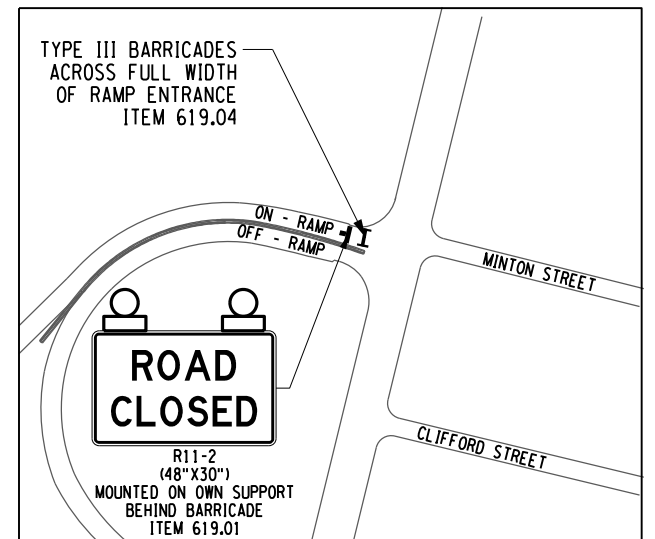 TYPE III BARRICADES
ACROSS FULL WIDTH
OF RAMP ENTRANCE
ITEM 619.04
ON - RAMP
OFF - RAMP
MINTON STREET
ROAD
CLOSED
CLIFFORD STREET
R11-2
(48"X30")
MOUNTED ON OWN SUPPORT
BEHIND BARRICADE
ITEM 619.01